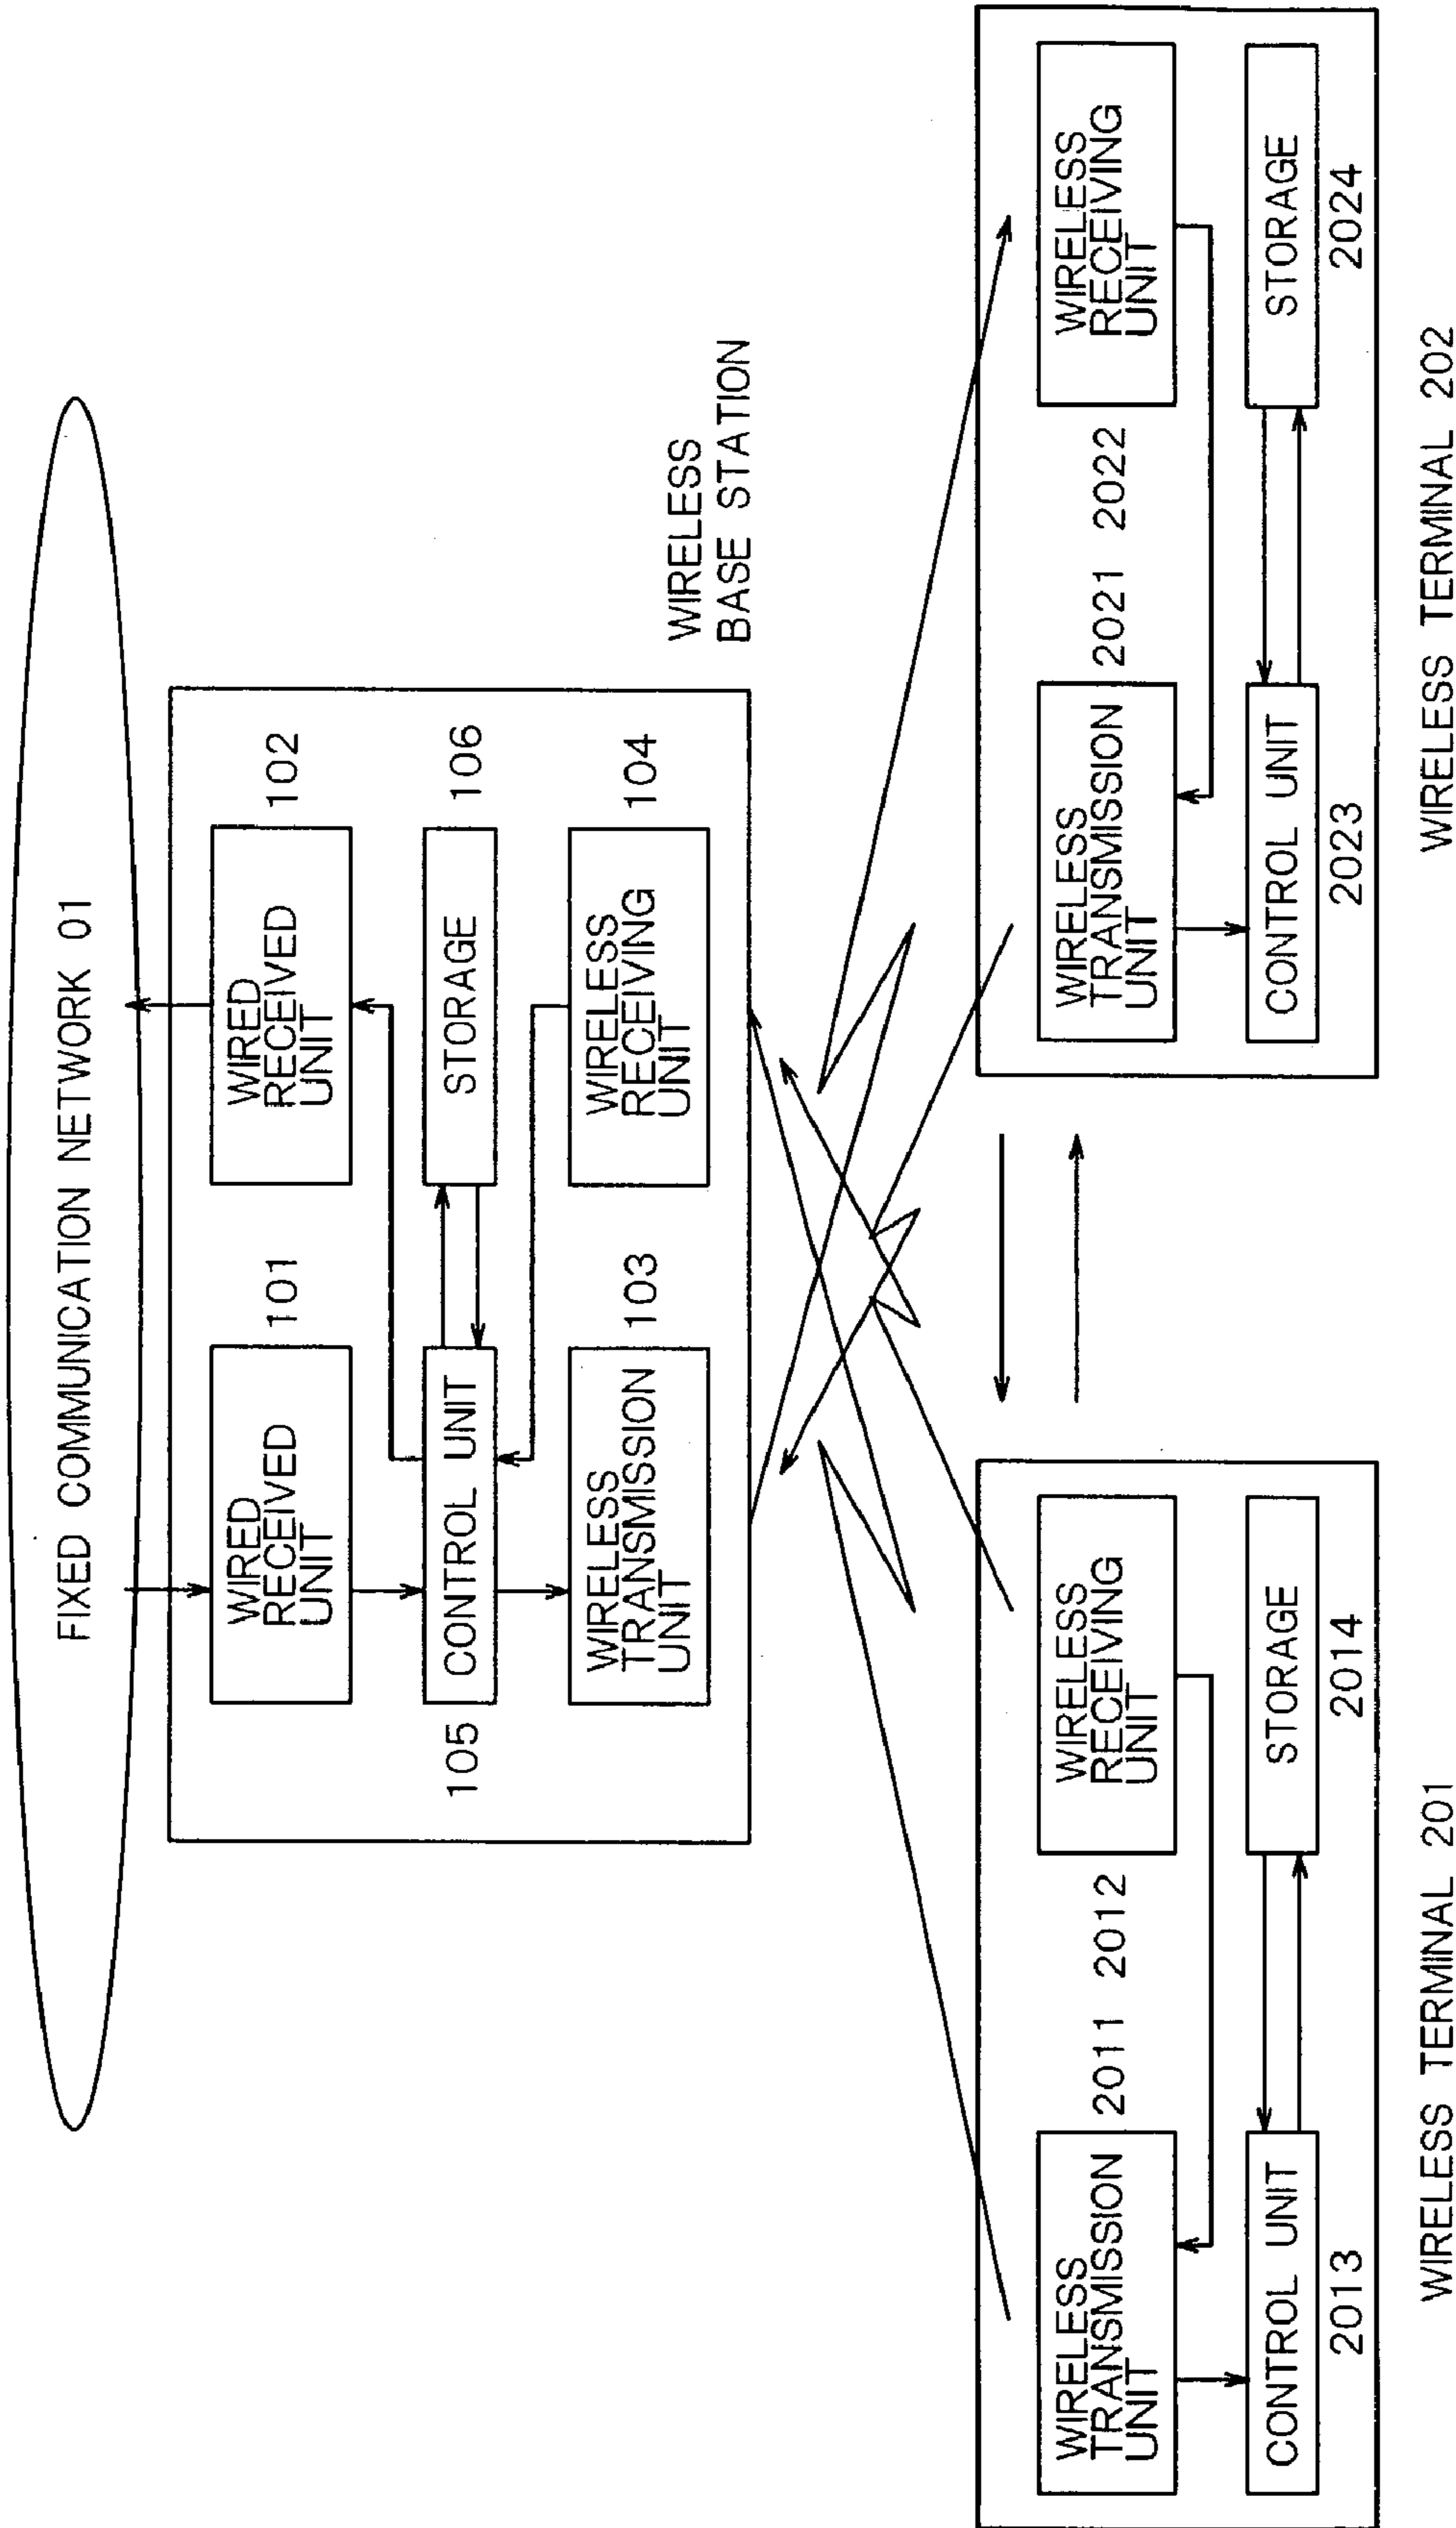 FIXED COMMUNICATION NETWORK 01
WIRED
RECEIVED
UNIT
101
WIRED
RECEIVED
UNIT
102
105
CONTROL UNIT
STORAGE
106
WIRELESS
TRANSMISSION
UNIT
103
WIRELESS
RECEIVING
UNIT
104
WIRELESS
BASE STATION
WIRELESS
TRANSMISSION
UNIT
2011 2012
WIRELESS
RECEIVING
UNIT
CONTROL UNIT
STORAGE
2013
2014
WIRELESS TERMINAL 201
WIRELESS
TRANSMISSION
UNIT
2021 2022
WIRELESS
RECEIVING
UNIT
CONTROL UNIT
STORAGE
2023
2024
WIRELESS TERMINAL 202